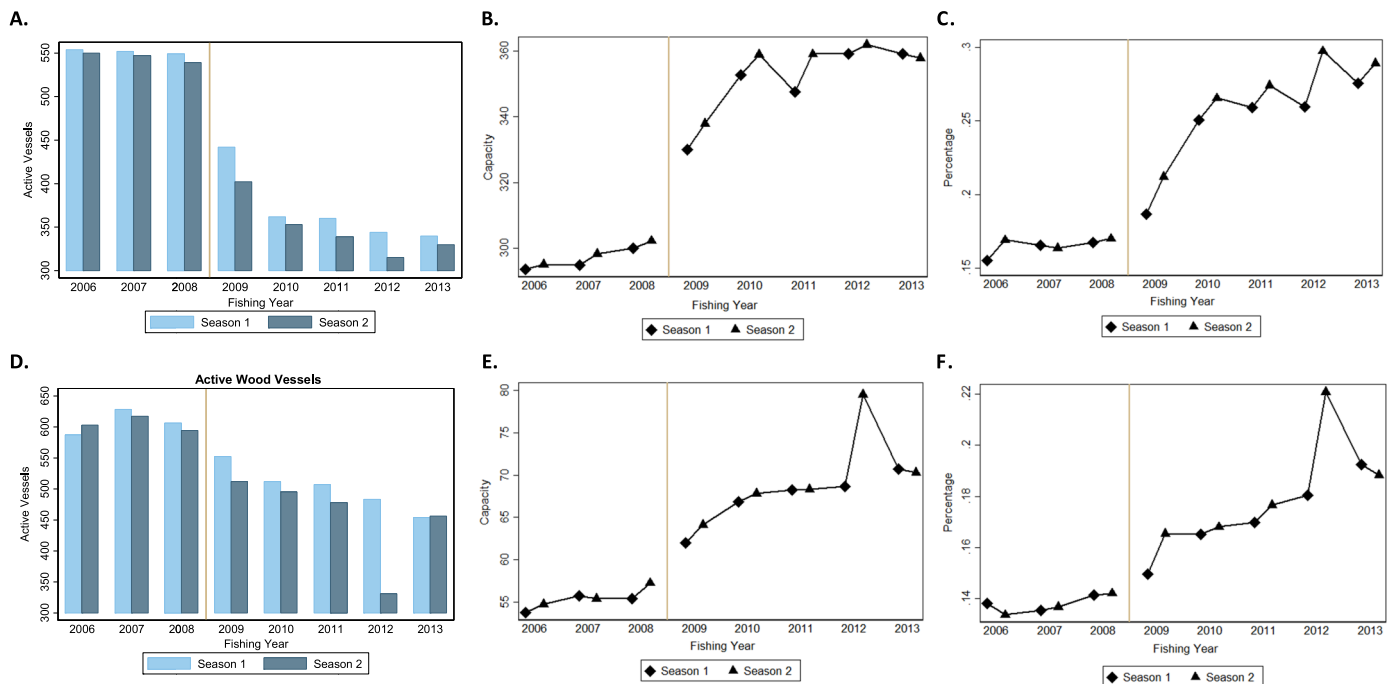 A.
550
500
450
400
350
300
Active Vessels
2006 2007 2008 2009 2010 2011 2012 2013
Fishing Year
Season 1 Season 2
B.
360
340
320
300
Capacity
2006 2007 2008 2009 2010 2011 2012 2013
Fishing Year
Season 1 Season 2
C.
.3
.25
.2
.15
Percentage
2006 2007 2008 2009 2010 2011 2012 2013
Fishing Year
Season 1 Season 2
D.
Active Wood Vessels
650
600
550
500
450
400
350
300
Active Vessels
2006 2007 2008 2009 2010 2011 2012 2013
Fishing Year
Season 1 Season 2
E.
80
75
70
65
60
55
Capacity
2006 2007 2008 2009 2010 2011 2012 2013
Fishing Year
Season 1 Season 2
F.
.22
.2
.18
.16
.14
Percentage
2006 2007 2008 2009 2010 2011 2012 2013
Fishing Year
Season 1 Season 2